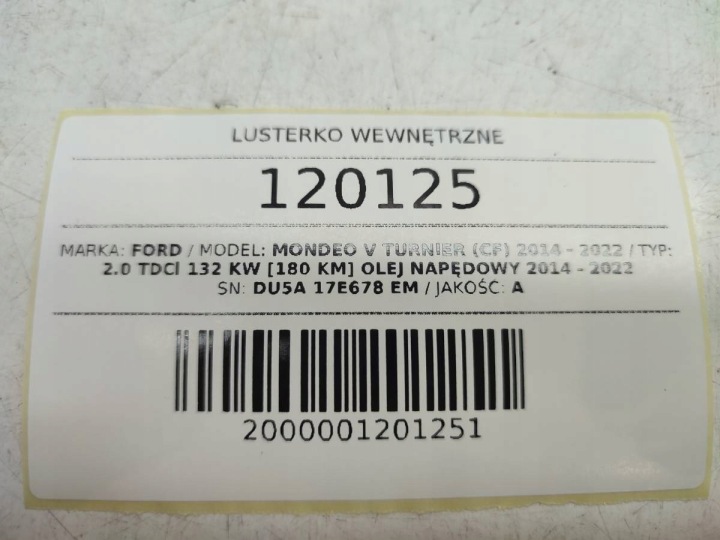 LUSTERKO WEWNĘTRZNE
120125
MARKA: FORD / MODEL: MONDEO V TURNIER (CF) 2014 - 2022 / TYP:
2.0 TDCI 132 KW [180 KM] OLEJ NAPĘDOWY 2014 - 2022
SN: DU5A 17E678 EM / JAKOŚĆ: A
2000001201251